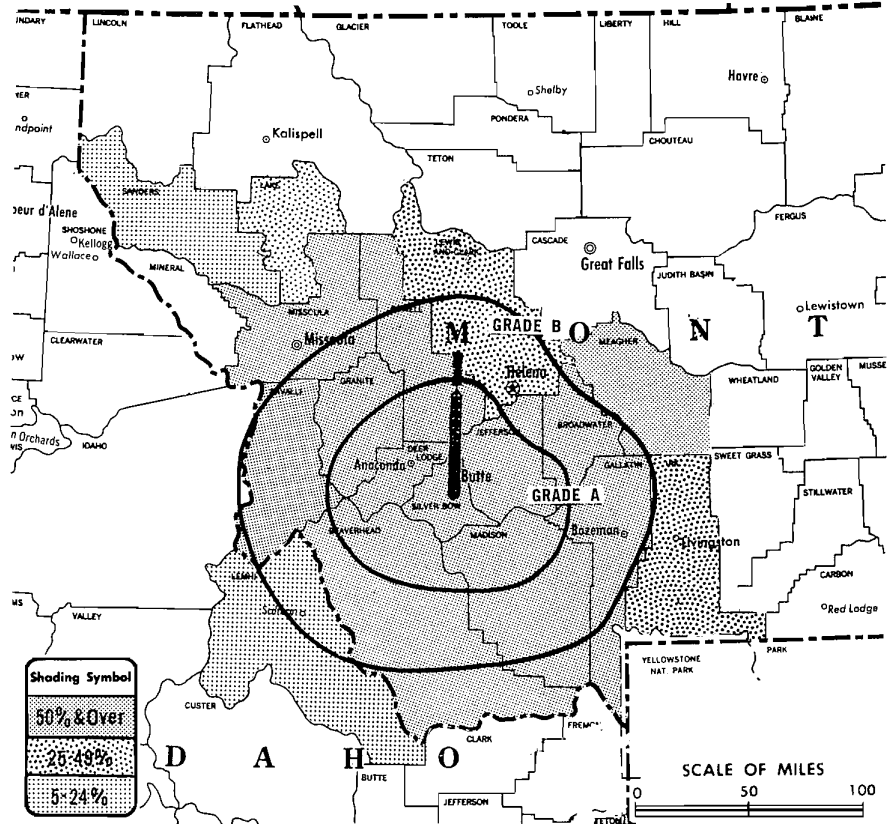 LINCOLN
FLATHEAD
GLACIER
TOOLE
LIBERTY
HILL
BLAINE
Havre
Shelby
PONDERA
Kalispell
CHOUTEAU
TETON
SANDERS
LAKE
FERGUS
SHOSHONE
Kellogg
Wallace
MINERAL
CASCADE
Great Falls
JUDITH BASIN
Lewistown
MISSOULA
Missoula
M
GRADE B
O
N
T
MEAGHER
CLEARWATER
Helena
WHEATLAND
GOLDEN
VALLEY
GRANITE
BROADWATER
JEFFERSON
IDAHO
DEER
LODGE
Anaconda
Butte
GALLATIN
SWEET GRASS
GRADE A
STILLWATER
SILVER BOW
BEAVERHEAD
MADISON
Bozeman
Livingston
LEMHI
CARBON
Salmon
Red Lodge
VALLEY
PARK
YELLOWSTONE
NAT. PARK
Shading Symbol
50% & Over
25-49%
5-24%
CUSTER
CLARK
D
A
H
O
BUTTE
JEFFERSON
SCALE OF MILES
0 50 100